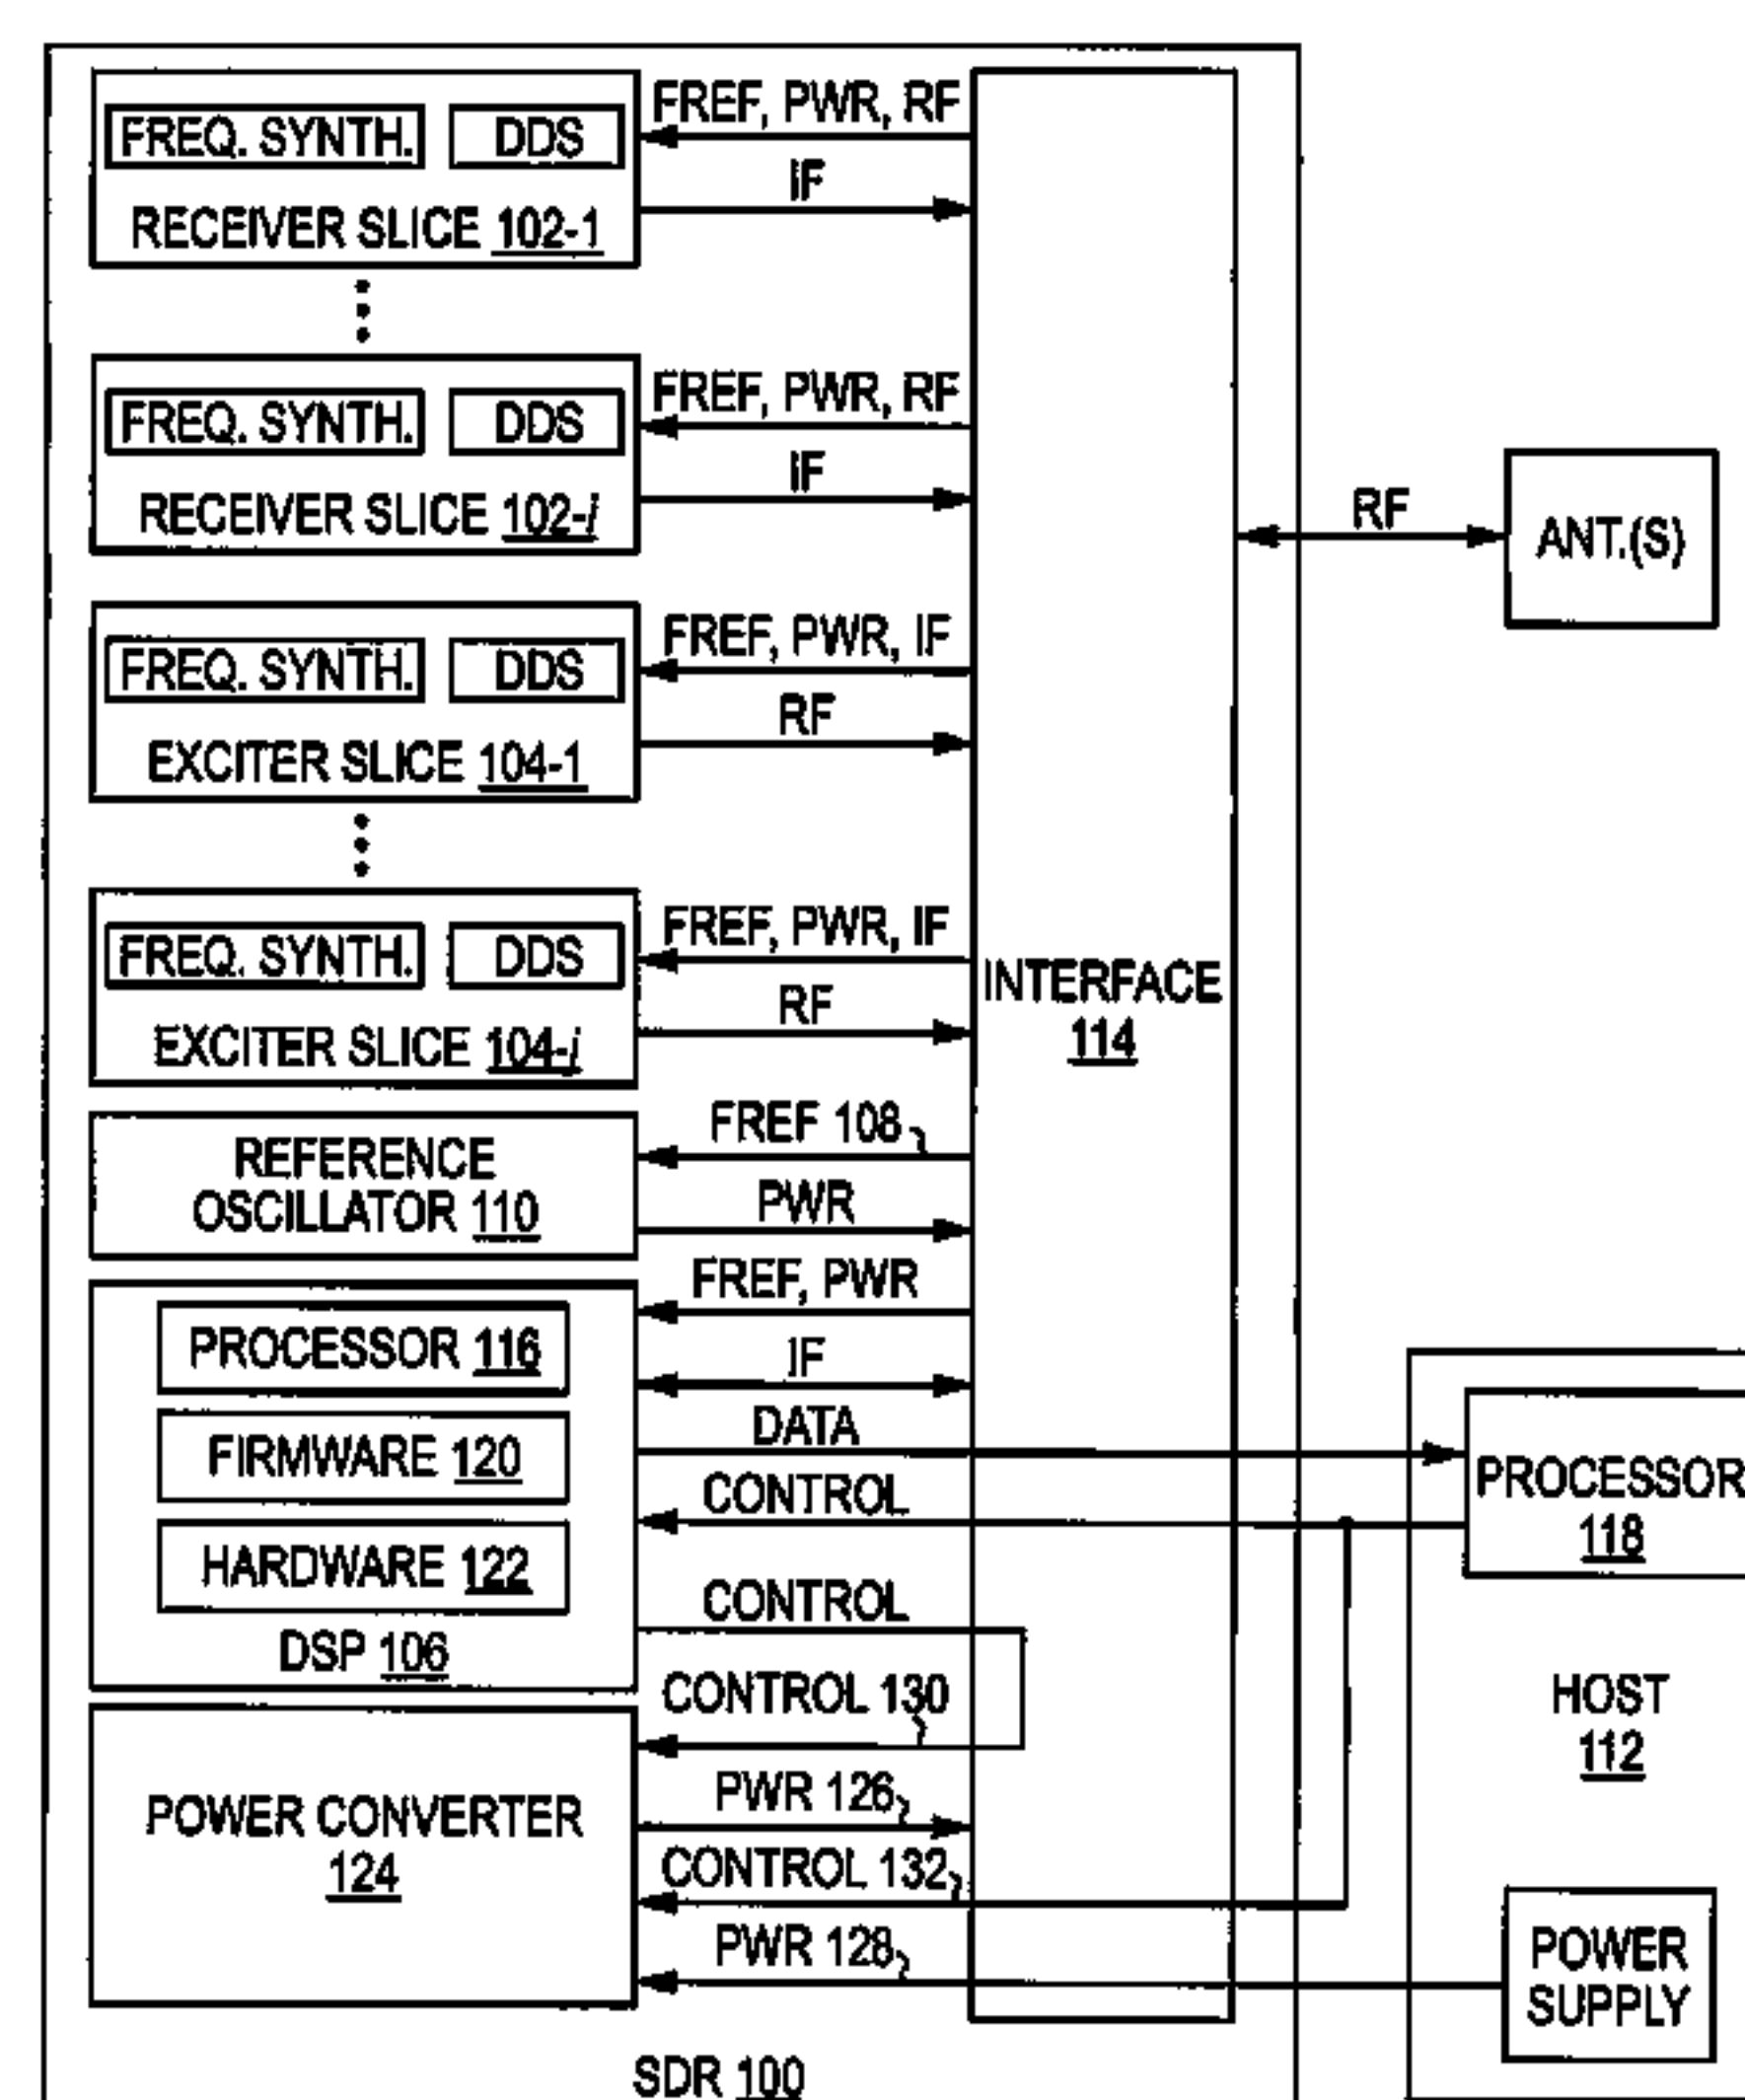 FREQ. SYNTH. DDS
RECEIVER SLICE 102-1
FREF, PWR, RF
IF
FREQ. SYNTH. DDS
RECEIVER SLICE 102-i
FREF, PWR, RF
IF
RF
ANT.(S)
FREQ. SYNTH. DDS
EXCITER SLICE 104-1
FREF, PWR, IF
RF
FREQ. SYNTH. DDS
EXCITER SLICE 104-j
FREF, PWR, IF
RF
INTERFACE
114
REFERENCE
OSCILLATOR 110
FREF 108
PWR
FREF, PWR
IF
DATA
CONTROL
CONTROL
PROCESSOR 116
FIRMWARE 120
HARDWARE 122
DSP 106
PROCESSOR
118
HOST
112
CONTROL 130
PWR 126
CONTROL 132
PWR 128
POWER CONVERTER
124
POWER
SUPPLY
SDR 100